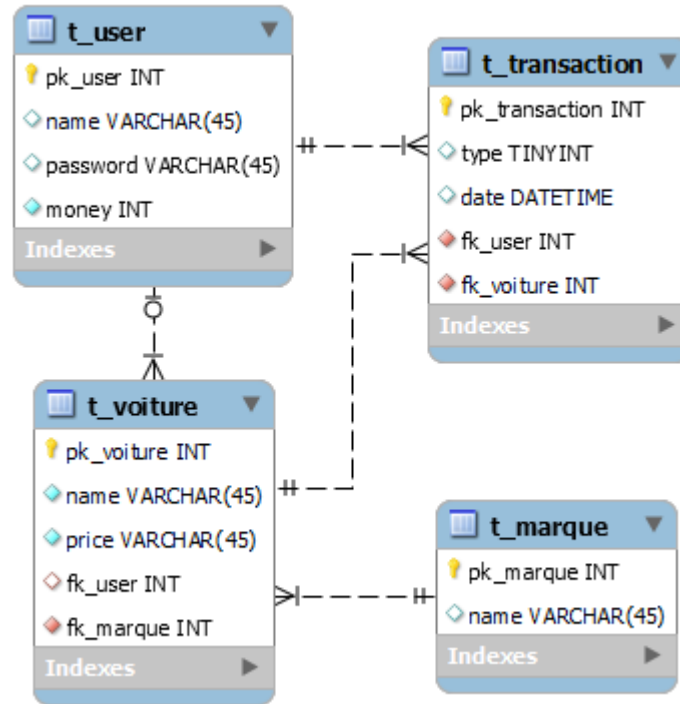 t_user
pk_user INT
name VARCHAR(45)
password VARCHAR(45)
money INT
Indexes
t_transaction
pk_transaction INT
type TINYINT
date DATETIME
fk_user INT
fk_voiture INT
Indexes
t_voiture
pk_voiture INT
name VARCHAR(45)
price VARCHAR(45)
fk_user INT
fk_marque INT
Indexes
t_marque
pk_marque INT
name VARCHAR(45)
Indexes